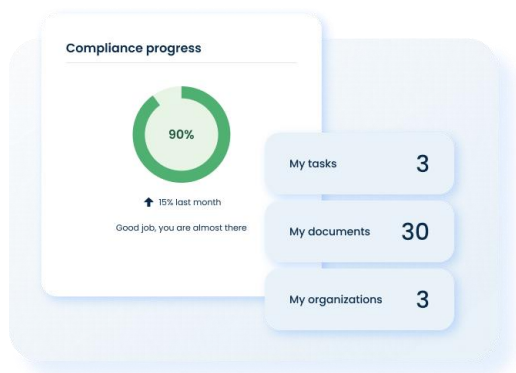 Compliance progress
90%
15% last month
Good job, you are almost there
My tasks 3
My documents 30
My organizations 3